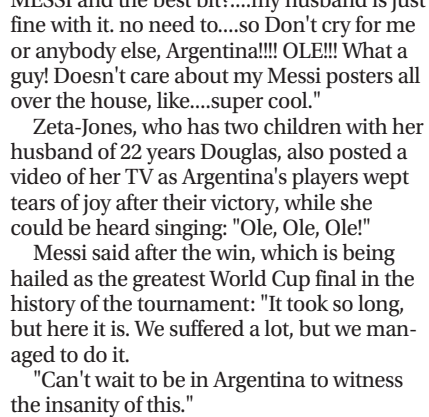 MESSI and the best bit?....my husband is just
fine with it. no need to....so Don't cry for me
or anybody else, Argentina!!!! OLE!!! What a
guy! Doesn't care about my Messi posters all
over the house, like....super cool."
Zeta-Jones, who has two children with her
husband of 22 years Douglas, also posted a
video of her TV as Argentina's players wept
tears of joy after their victory, while she
could be heard singing: "Ole, Ole, Ole!"
Messi said after the win, which is being
hailed as the greatest World Cup final in the
history of the tournament: "It took so long,
but here it is. We suffered a lot, but we man-
aged to do it.
"Can't wait to be in Argentina to witness
the insanity of this."